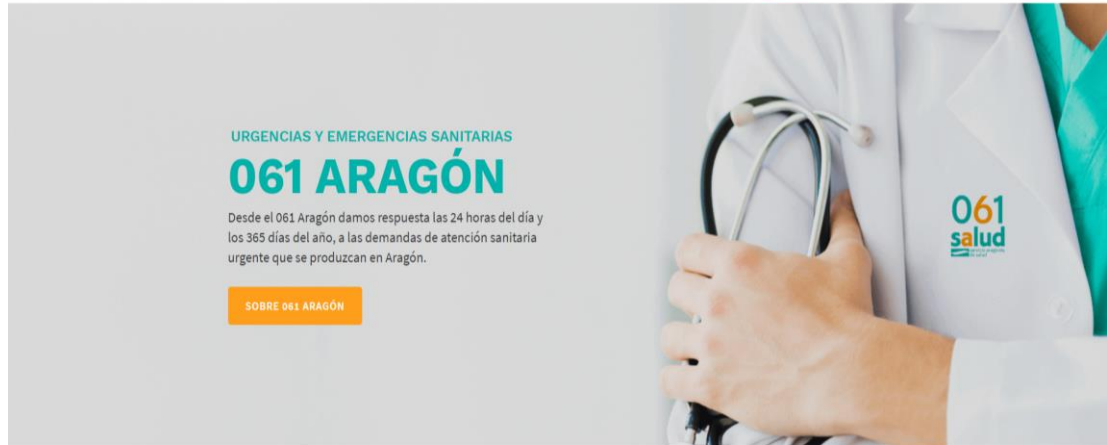 URGENCIAS Y EMERGENCIAS SANITARIAS
061 ARAGÓN
Desde el 061 Aragón damos respuesta las 24 horas del día y
los 365 días del año, a las demandas de atención sanitaria
urgente que se produzcan en Aragón.
SOBRE 061 ARAGÓN
061
salud